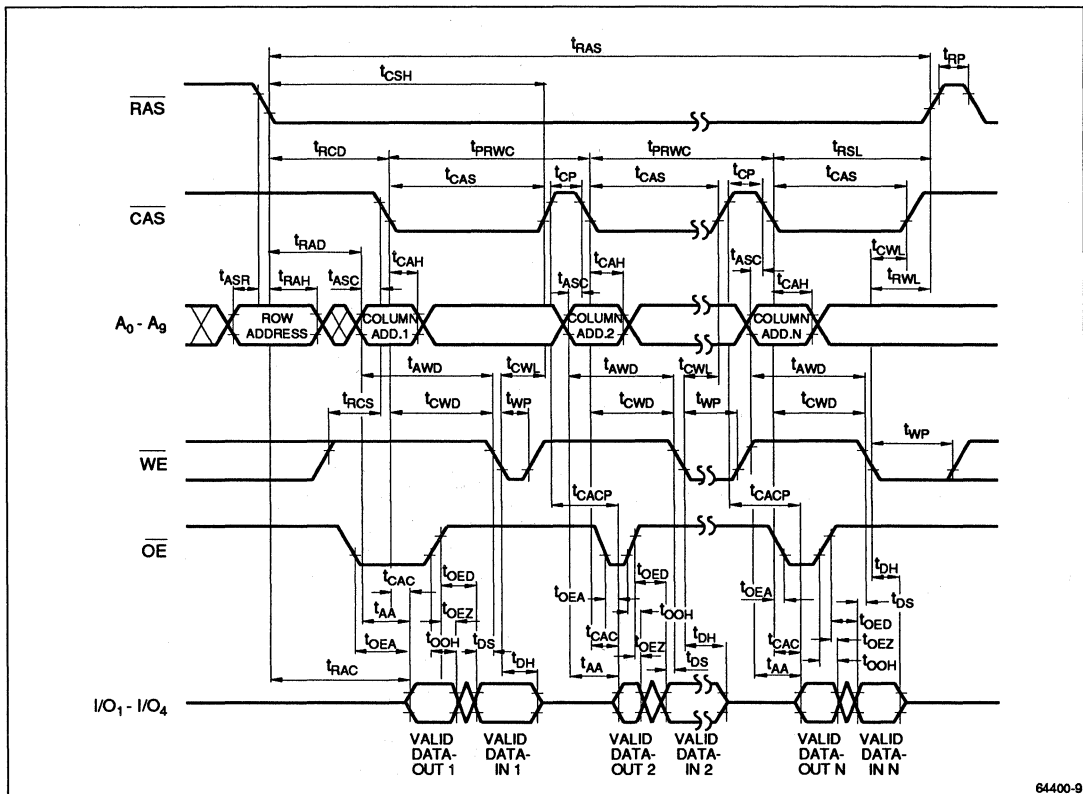 tRAS
tRP
tCSH
RAS
tRCD
tPRWC
tPRWC
tRSL
tCAS
tCP
tCAS
tCP
tCAS
CAS
tRAD
tCAH
tCAH
tCWL
tASR
tRAH
tASC
tASC
tASC
tCAH
tRWL
A0 - A9
ROW
ADDRESS
COLUMN
ADD.1
COLUMN
ADD.2
COLUMN
ADD.N
tAWD
tCWL
tAWD
tCWL
tAWD
tRCS
tCWD
tWP
tCWD
tWP
tCWD
tWP
WE
tCACP
tCACP
OE
tCAC
tOED
tOEA
tOED
tOEA
tDH
tAA
tOEZ
tOOH
tDS
tOEA
tOOH
tDS
tCAC
tOEZ
tDH
tCAC
tOED
tOEZ
tRAC
tDH
tAA
tDS
tAA
tOOH
I/O1 - I/O4
VALID
DATA-
OUT 1
VALID
DATA-
IN 1
VALID
DATA-
OUT 2
VALID
DATA-
IN 2
VALID
DATA-
OUT N
VALID
DATA-
IN N
64400-9